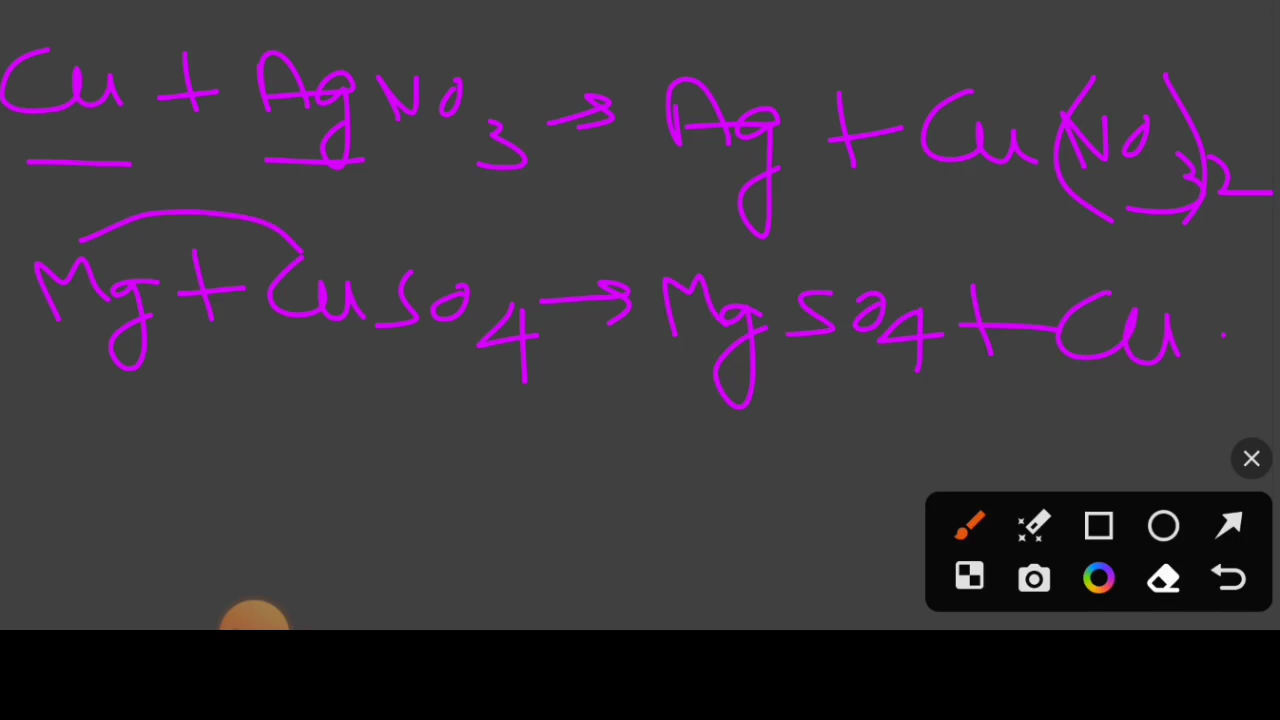 Cu + AgNO3 → Ag + Cu(NO3)2
Mg + CuSO4 → MgSO4 + Cu.